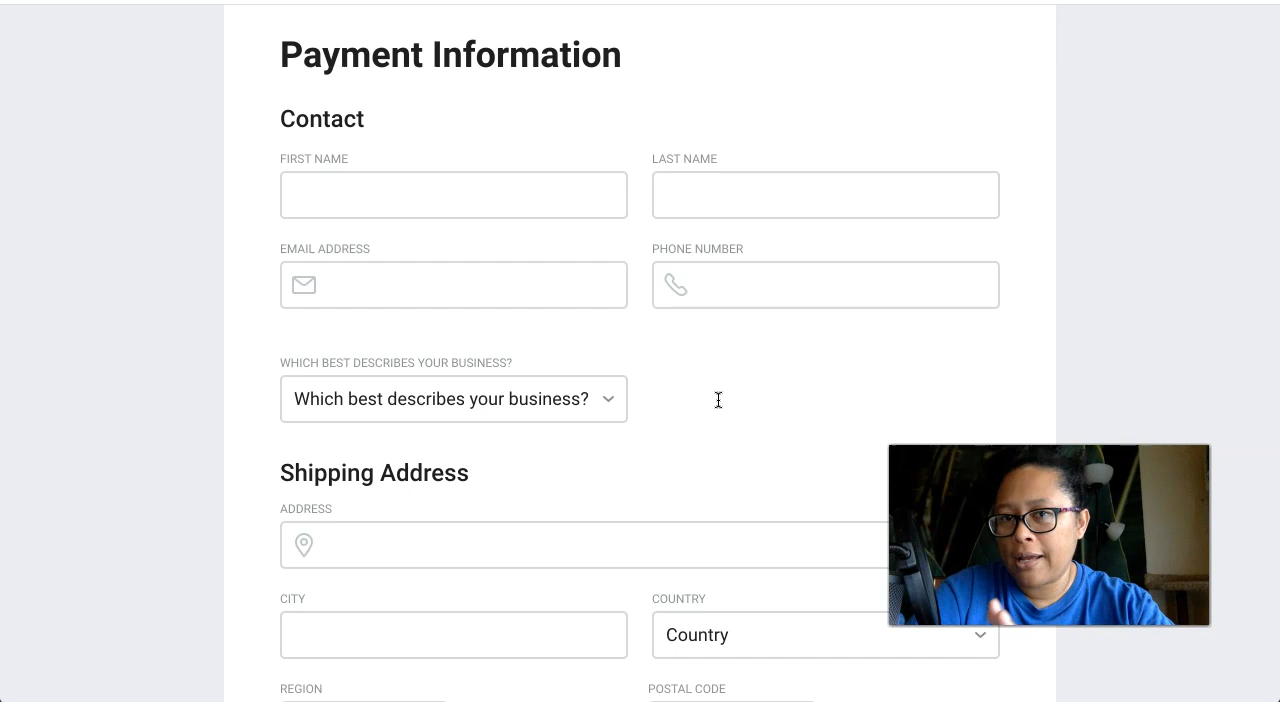 Payment Information
Contact
FIRST NAME LAST NAME
EMAIL ADDRESS PHONE NUMBER
WHICH BEST DESCRIBES YOUR BUSINESS?
Which best describes your business?
Shipping Address
ADDRESS
CITY COUNTRY
Country
REGION POSTAL CODE